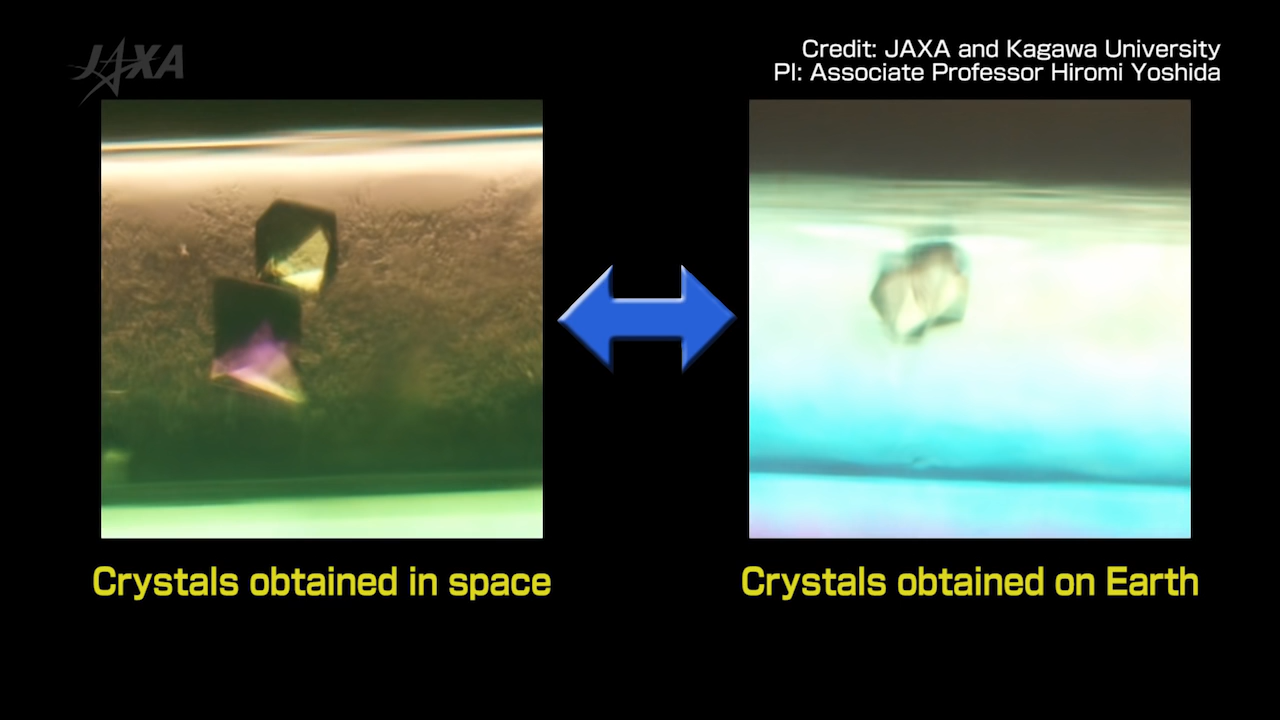 JAXA
Credit: JAXA and Kagawa University
PI: Associate Professor Hiromi Yoshida
Crystals obtained in space
Crystals obtained on Earth